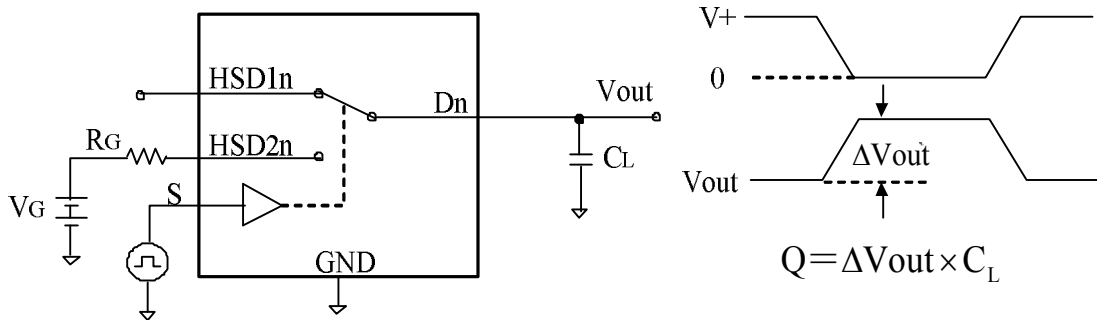 HSD1n
Dn
Vout
RG
HSD2n
CL
VG
S
GND
V+
0
ΔVout
Vout
Q=ΔVout×CL